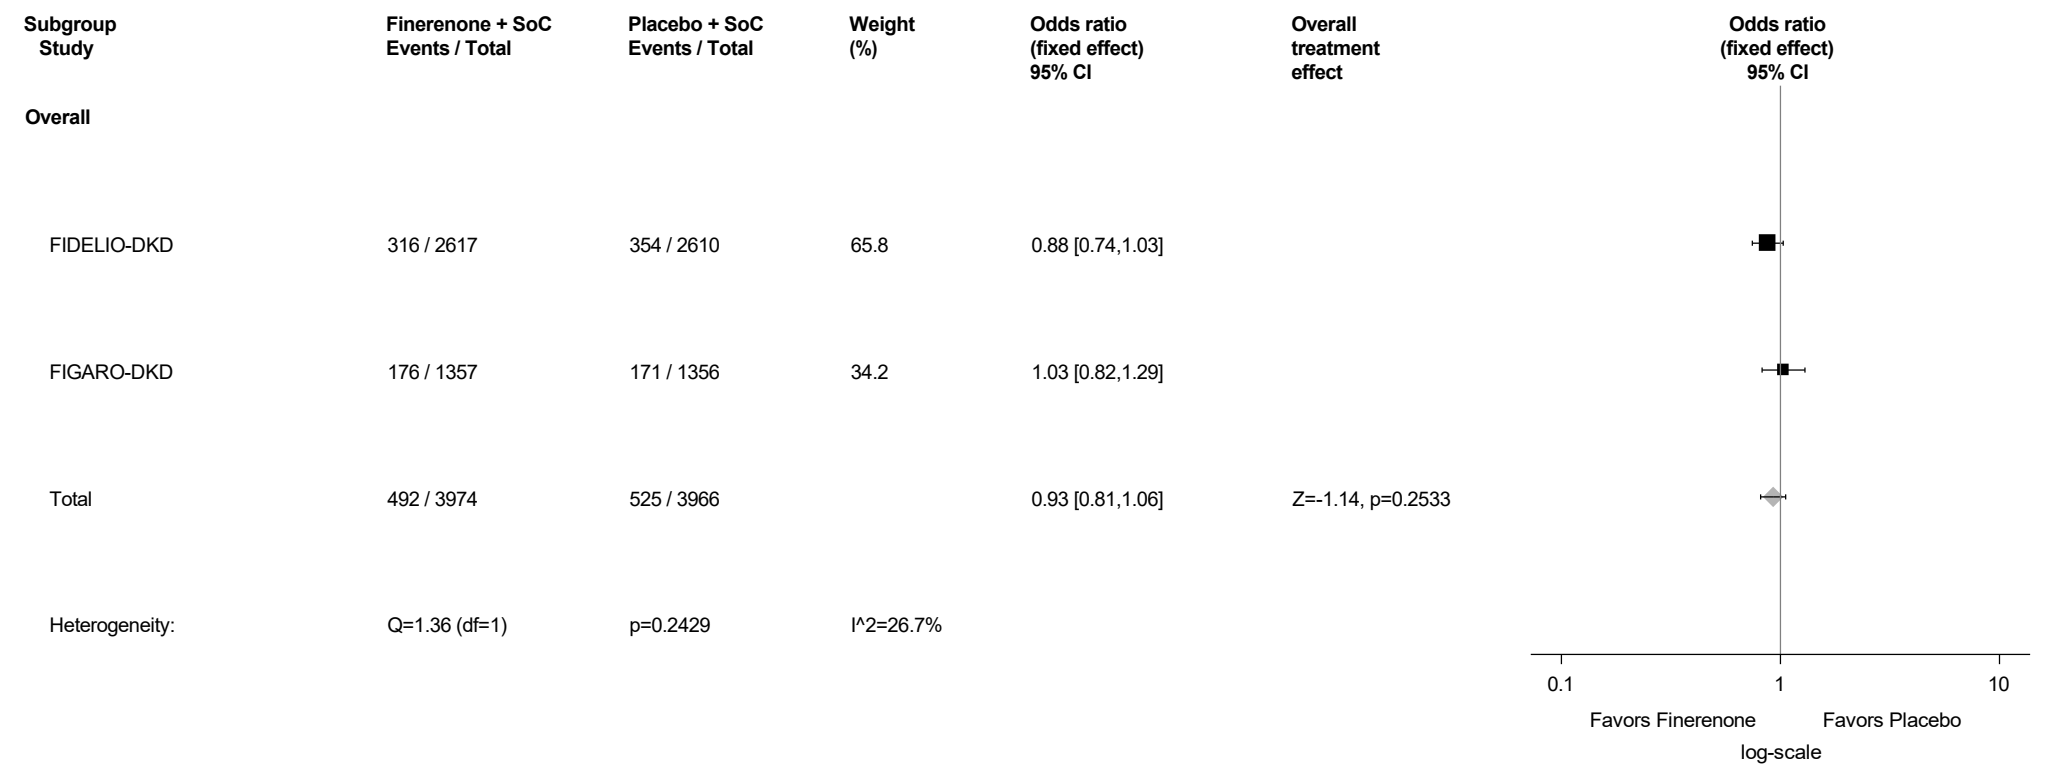 Subgroup Finerenone + SoC Placebo + SoC Weight Odds ratio Overall Odds ratio
Study Events / Total Events / Total (%) (fixed effect) treatment (fixed effect)
95% CI effect 95% CI
Overall
FIDELIO-DKD 316 / 2617 354 / 2610 65.8 0.88 [0.74,1.03]
FIGARO-DKD 176 / 1357 171 / 1356 34.2 1.03 [0.82,1.29]
Total 492 / 3974 525 / 3966 0.93 [0.81,1.06] Z=-1.14, p=0.2533
Heterogeneity: Q=1.36 (df=1) p=0.2429 I^2=26.7%
0.1 1 10
Favors Finerenone Favors Placebo
log-scale